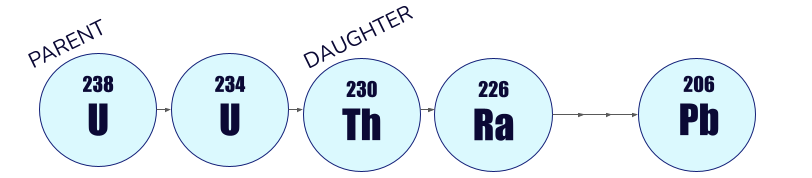 PARENT
DAUGHTER
238
U
234
U
230
Th
226
Ra
206
Pb